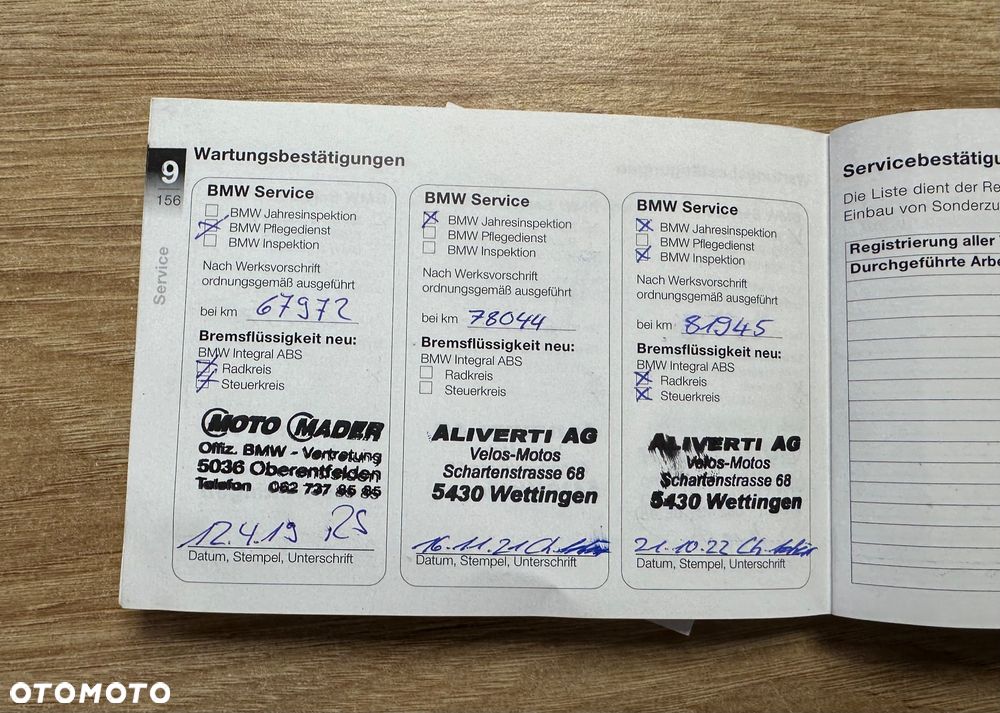 9
156
Service
Wartungsbestätigungen
BMW Service
BMW Jahresinspektion
BMW Pflegedienst
BMW Inspektion
Nach Werksvorschrift
ordnungsgemäß ausgeführt
bei km 67972
Bremsflüssigkeit neu:
BMW Integral ABS
Radkreis
Steuerkreis
MOTO MADER
Offiz. BMW - Vertretung
5036 Oberentfelden
Telefon 062 737 85 85
12.4.19
Datum, Stempel, Unterschrift
BMW Service
BMW Jahresinspektion
BMW Pflegedienst
BMW Inspektion
Nach Werksvorschrift
ordnungsgemäß ausgeführt
bei km 78044
Bremsflüssigkeit neu:
BMW Integral ABS
Radkreis
Steuerkreis
ALIVERTI AG
Velos-Motos
Schartenstrasse 68
5430 Wettingen
16.11.21 Ch.
Datum, Stempel, Unterschrift
BMW Service
BMW Jahresinspektion
BMW Pflegedienst
BMW Inspektion
Nach Werksvorschrift
ordnungsgemäß ausgeführt
bei km 81945
Bremsflüssigkeit neu:
BMW Integral ABS
Radkreis
Steuerkreis
ALIVERTI AG
Velos-Motos
Schartenstrasse 68
5430 Wettingen
21.10.22 Ch.
Datum, Stempel, Unterschrift
Servicebestätigu
Die Liste dient der Re
Einbau von Sonderzu
Registrierung aller
Durchgeführte Arbe
OTOMOTO